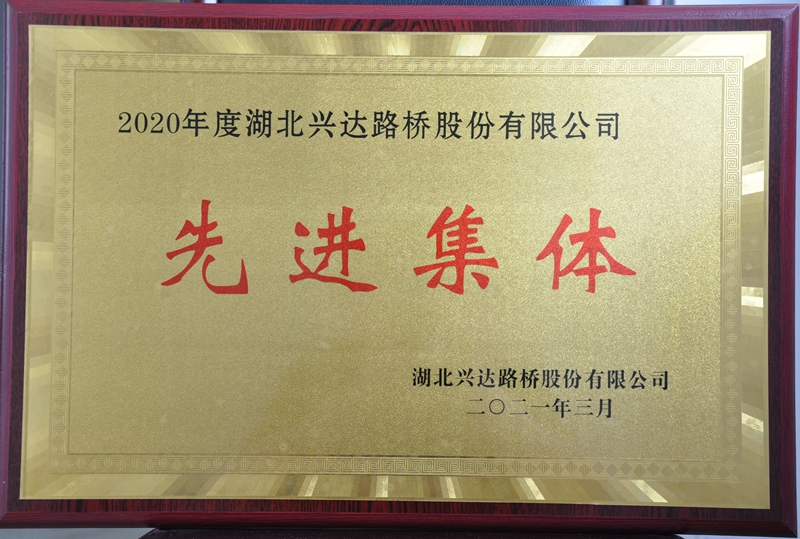 2020年度湖北兴达路桥股份有限公司
先进集体
湖北兴达路桥股份有限公司
二〇二一年三月